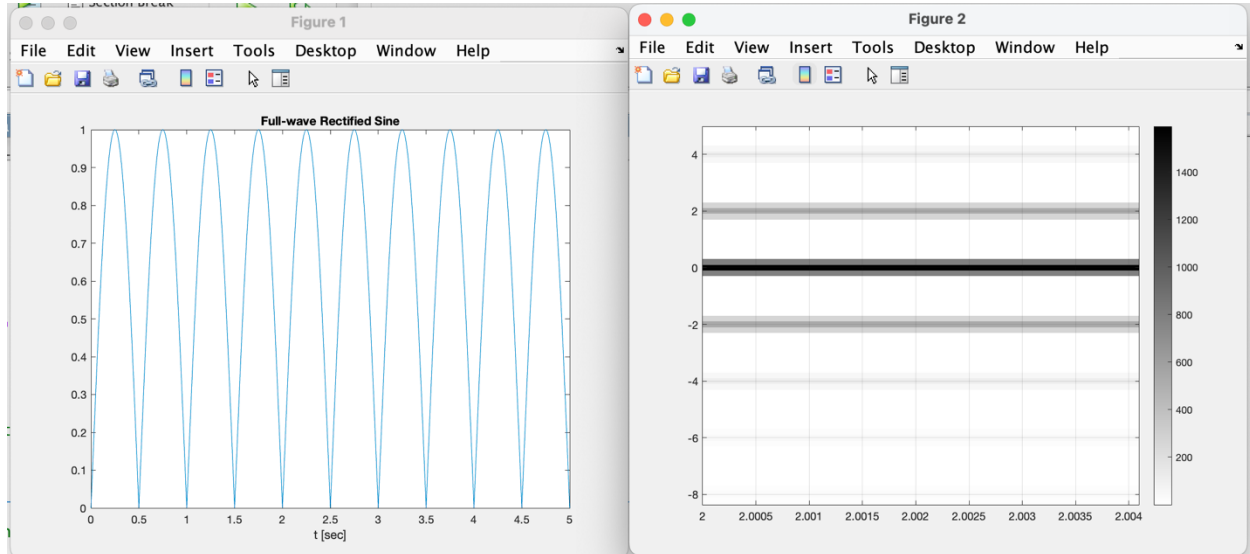 Section Break
Figure 1
File Edit View Insert Tools Desktop Window Help
Full-wave Rectified Sine
1
0.9
0.8
0.7
0.6
0.5
0.4
0.3
0.2
0.1
0
0 0.5 1 1.5 2 2.5 3 3.5 4 4.5 5
t [sec]
Figure 2
File Edit View Insert Tools Desktop Window Help
4
2
0
-2
-4
-6
-8
2 2.0005 2.001 2.0015 2.002 2.0025 2.003 2.0035 2.004
1400
1200
1000
800
600
400
200